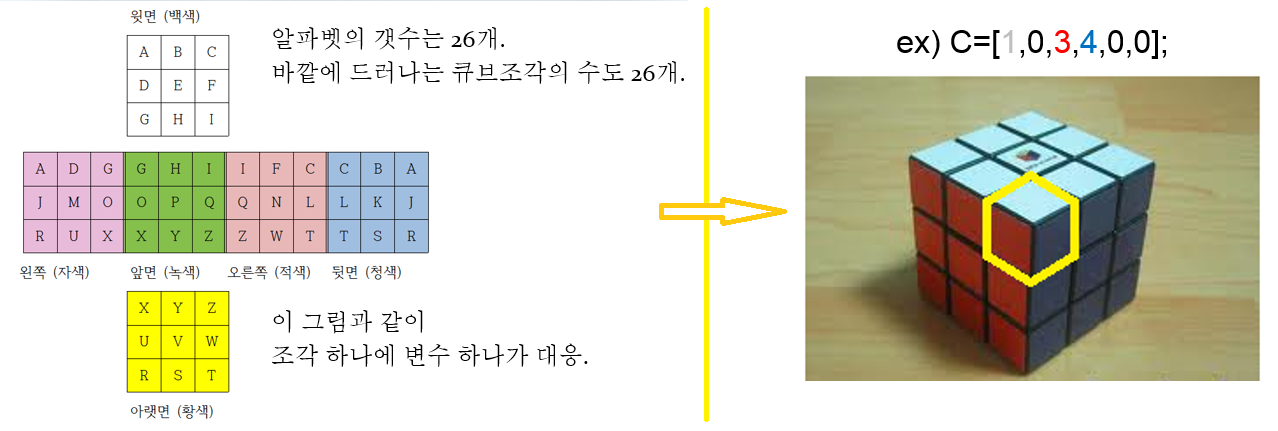 윗면 (백색)
A B C
D E F
G H I
알파벳의 갯수는 26개.
바깥에 드러나는 큐브조각의 수도 26개.
A D G G H I I F C C B A
J M O O P Q Q N L L K J
R U X X Y Z Z W T T S R
왼쪽 (자색) 앞면 (녹색) 오른쪽 (적색) 뒷면 (청색)
X Y Z
U V W
R S T
아랫면 (황색)
이 그림과 같이
조각 하나에 변수 하나가 대응.
ex) C=[1,0,3,4,0,0];